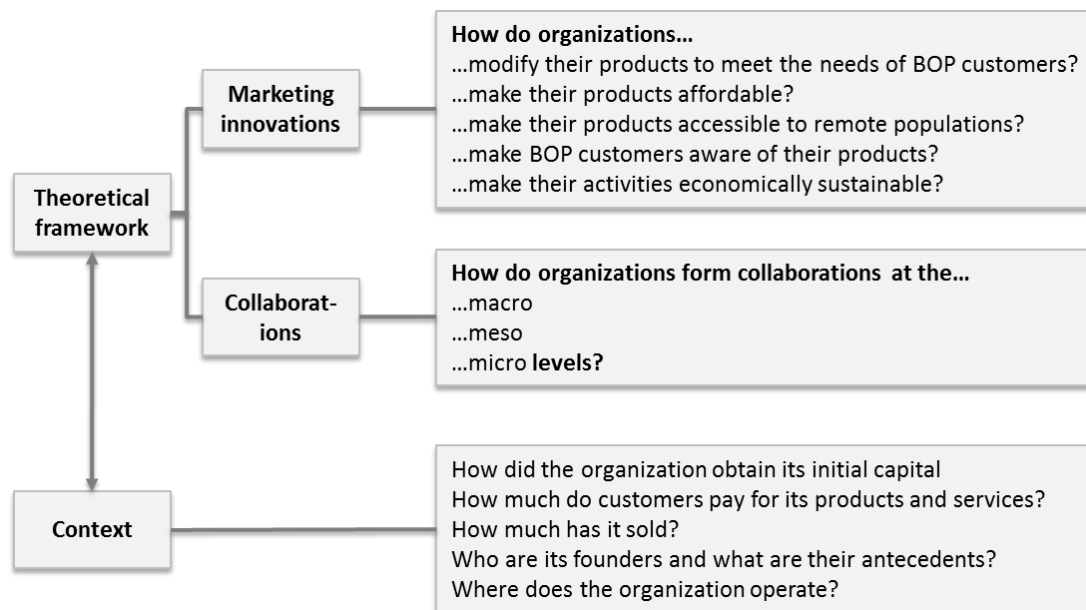 Theoretical
framework
Marketing
innovations
How do organizations…
…modify their products to meet the needs of BOP customers?
…make their products affordable?
…make their products accessible to remote populations?
…make BOP customers aware of their products?
…make their activities economically sustainable?
Collaborat-
ions
How do organizations form collaborations at the…
…macro
…meso
…micro levels?
Context
How did the organization obtain its initial capital
How much do customers pay for its products and services?
How much has it sold?
Who are its founders and what are their antecedents?
Where does the organization operate?